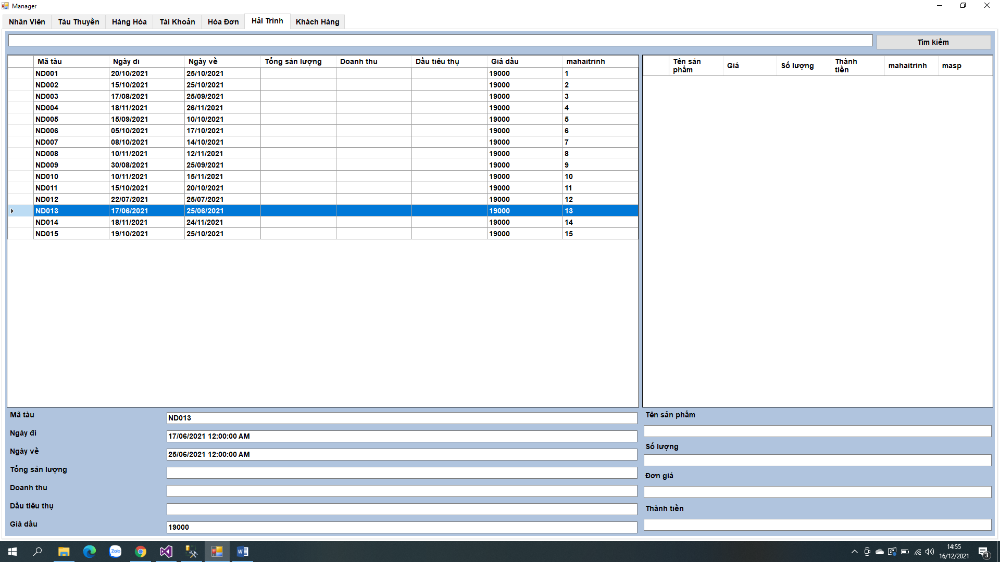 Manager
Nhân Viên Tàu Thuyền Hàng Hóa Tài Khoản Hóa Đơn Hải Trình Khách Hàng
Tìm kiếm
Mã tàu Ngày đi Ngày về Tổng sản lượng Doanh thu Dầu tiêu thụ Giá dầu mahaitrinh
ND001 20/10/2021 25/10/2021 19000 1
ND002 15/10/2021 25/10/2021 19000 2
ND003 17/08/2021 25/09/2021 19000 3
ND004 18/11/2021 26/11/2021 19000 4
ND005 15/09/2021 10/10/2021 19000 5
ND006 05/10/2021 17/10/2021 19000 6
ND007 08/10/2021 14/10/2021 19000 7
ND008 10/11/2021 12/11/2021 19000 8
ND009 30/08/2021 25/09/2021 19000 9
ND010 10/11/2021 15/11/2021 19000 10
ND011 15/10/2021 20/10/2021 19000 11
ND012 22/07/2021 25/07/2021 19000 12
ND013 17/06/2021 25/06/2021 19000 13
ND014 18/11/2021 24/11/2021 19000 14
ND015 19/10/2021 25/10/2021 19000 15
Tên sản phẩm Giá Số lượng Thành tiền mahaitrinh masp
Mã tàu ND013
Ngày đi 17/06/2021 12:00:00 AM
Ngày về 25/06/2021 12:00:00 AM
Tổng sản lượng
Doanh thu
Dầu tiêu thụ
Giá dầu 19000
Tên sản phẩm
Số lượng
Đơn giá
Thành tiền
Zalo
14:55
16/12/2021
3